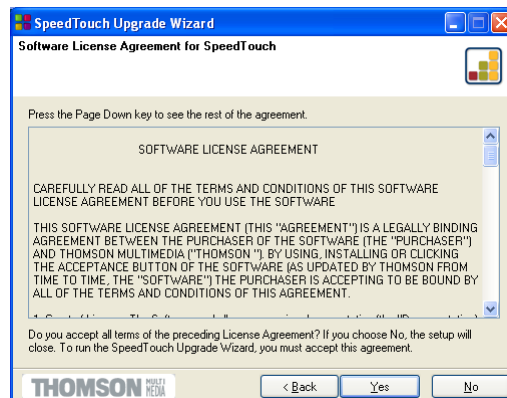 SpeedTouch Upgrade Wizard
Software License Agreement for SpeedTouch
Press the Page Down key to see the rest of the agreement.
SOFTWARE LICENSE AGREEMENT
CAREFULLY READ ALL OF THE TERMS AND CONDITIONS OF THIS SOFTWARE
LICENSE AGREEMENT BEFORE YOU USE THE SOFTWARE
THIS SOFTWARE LICENSE AGREEMENT (THIS "AGREEMENT") IS A LEGALLY BINDING
AGREEMENT BETWEEN THE PURCHASER OF THE SOFTWARE (THE "PURCHASER")
AND THOMSON MULTIMEDIA ("THOMSON "). BY USING, INSTALLING OR CLICKING
THE ACCEPTANCE BUTTON OF THE SOFTWARE (AS UPDATED BY THOMSON FROM
TIME TO TIME, THE "SOFTWARE") THE PURCHASER IS ACCEPTING TO BE BOUND BY
ALL OF THE TERMS AND CONDITIONS OF THIS AGREEMENT.
Do you accept all terms of the preceding License Agreement? If you choose No, the setup will
close. To run the SpeedTouch Upgrade Wizard, you must accept this agreement.
THOMSON MULTI MEDIA
< Back Yes No